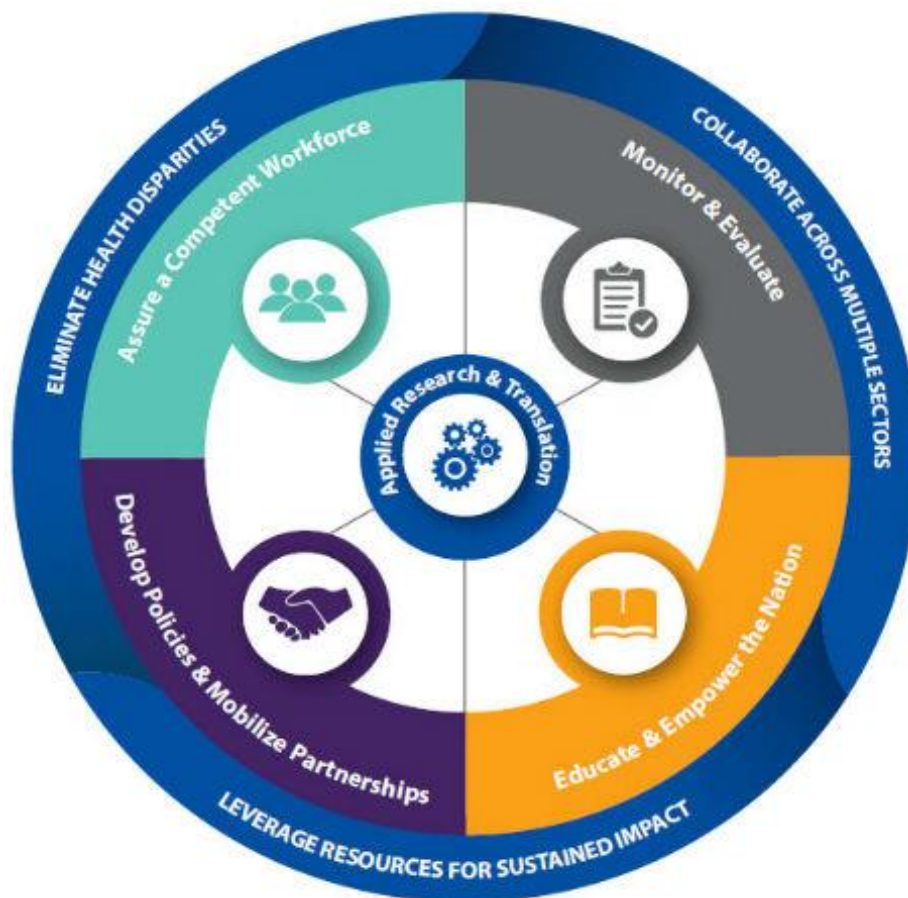 ELIMINATE HEALTH DISPARITIES
COLLABORATE ACROSS MULTIPLE SECTORS
LEVERAGE RESOURCES FOR SUSTAINED IMPACT
Assure a Competent Workforce
Monitor & Evaluate
Educate & Empower the Nation
Develop Policies & Mobilize Partnerships
Applied Research & Translation